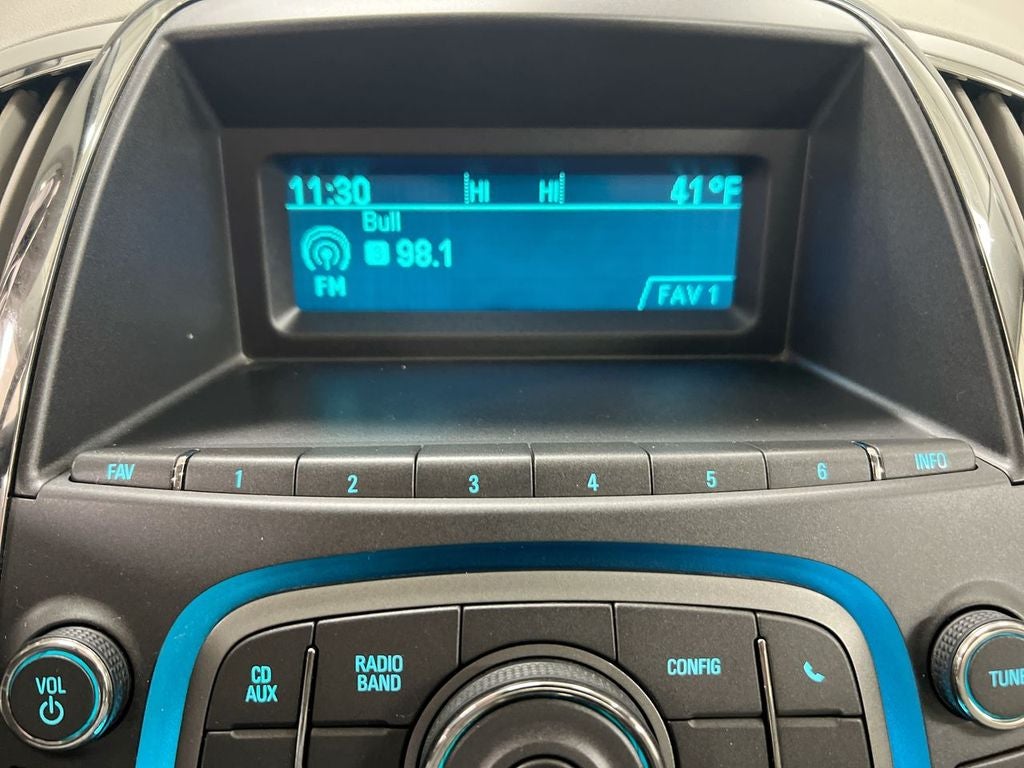 11:30 HI HI 41°F
Bull
98.1
FM
FAV 1
FAV 1 2 3 4 5 6 INFO
CD AUX
RADIO BAND
CONFIG
VOL
TUNE